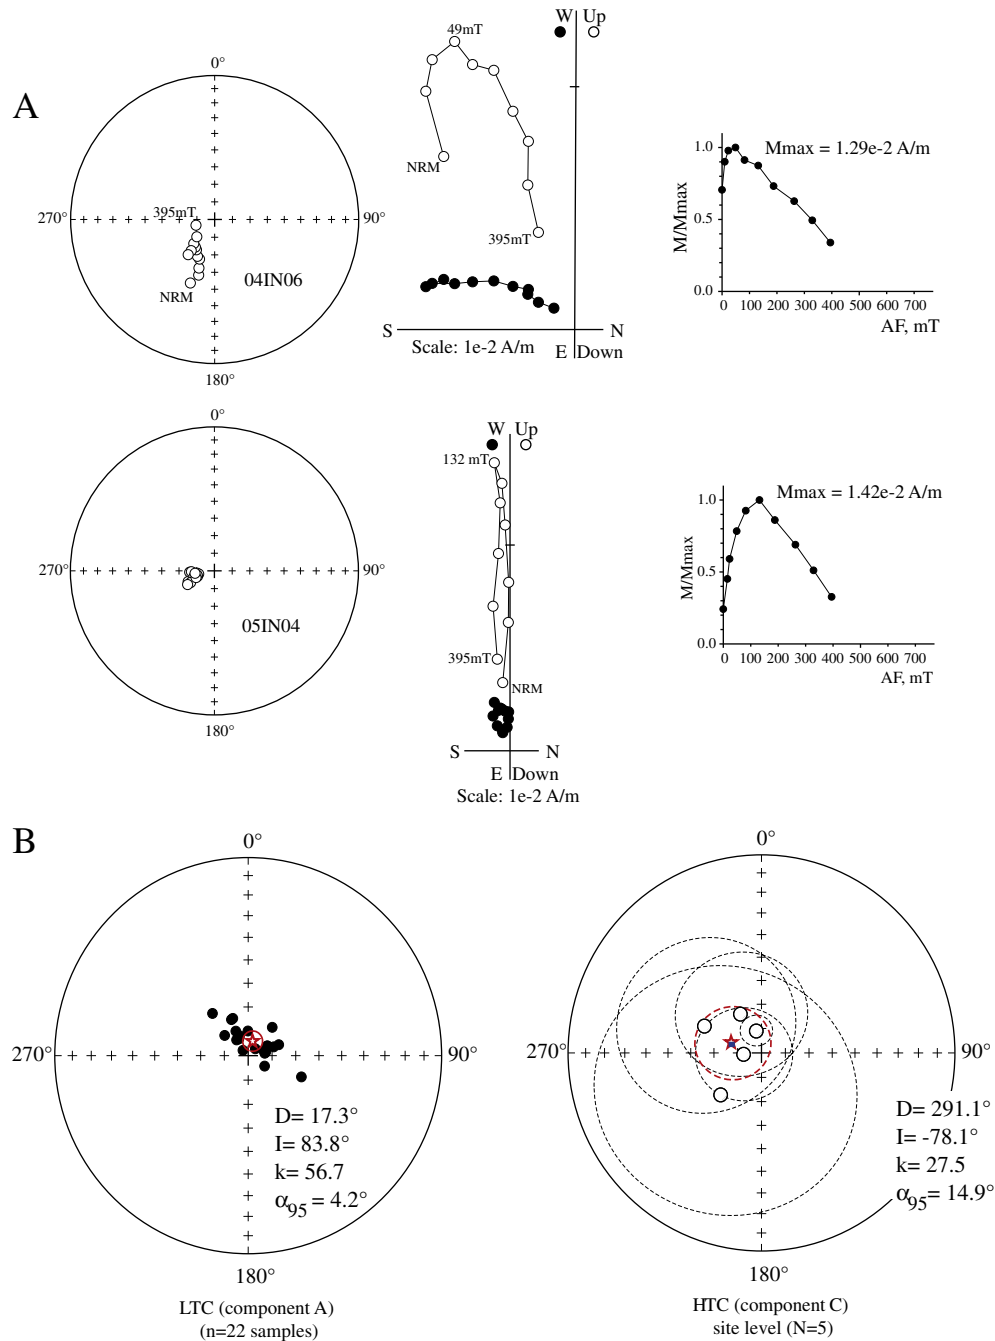 A
0°
270°
90°
180°
395mT
NRM
04IN06
W Up
49mT
NRM
395mT
S
N
Scale: 1e-2 A/m
E Down
Mmax = 1.29e-2 A/m
M/Mmax
1.0
0.5
0.0
0 100 200 300 400 500 600 700
AF, mT
0°
270°
90°
180°
05IN04
W Up
132 mT
395mT
NRM
S
N
E Down
Scale: 1e-2 A/m
Mmax = 1.42e-2 A/m
M/Mmax
1.0
0.5
0.0
0 100 200 300 400 500 600 700
AF, mT
B
0°
270°
90°
180°
D= 17.3°
I= 83.8°
k= 56.7
α95 = 4.2°
LTC (component A)
(n=22 samples)
0°
270°
90°
180°
D= 291.1°
I= -78.1°
k= 27.5
α95 = 14.9°
HTC (component C)
site level (N=5)